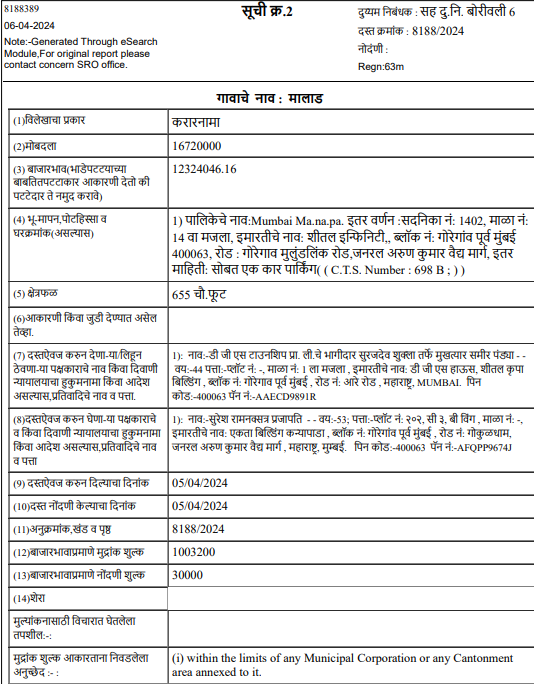 8188389
06-04-2024
Note:-Generated Through eSearch
Module,For original report please
contact concern SRO office.
सूची क्र.2
दुय्यम निबंधक : सह दु.नि. बोरीवली 6
दस्त क्रमांक : 8188/2024
नोदंणी :
Regn:63m
गावाचे नाव : मालाड
(1)विलेखाचा प्रकार
करारनामा
(2)मोबदला
16720000
(3) बाजारभाव(भाडेपटटयाच्या
बाबतितपटटाकार आकारणी देतो की
पटटेदार ते नमुद करावे)
12324046.16
(4) भू-मापन,पोटहिस्सा व
घरक्रमांक(असल्यास)
1) पालिकेचे नाव:Mumbai Ma.na.pa. इतर वर्णन :सदनिका नं: 1402, माळा नं:
14 वा मजला, इमारतीचे नाव: शीतल इन्फिनिटी,, ब्लॉक नं: गोरेगांव पूर्व मुंबई
400063, रोड : गोरेगाव मुलुंडलिंक रोड,जनरल अरुण कुमार वैद्य मार्ग, इतर
माहिती: सोबत एक कार पार्किंग( ( C.T.S. Number : 698 B ; ) )
(5) क्षेत्रफळ
655 चौ.फूट
(6)आकारणी किंवा जुडी देण्यात असेल
तेव्हा.
(7) दस्तऐवज करुन देणा-या/लिहून
ठेवणा-या पक्षकाराचे नाव किंवा दिवाणी
न्यायालयाचा हुकुमनामा किंवा आदेश
असल्यास,प्रतिवादिचे नाव व पत्ता.
1): नाव:-डी जी एस टाउनशिप प्रा. ली.चे भागीदार सुरजदेव शुक्ला तर्फे मुखत्यार समीर पंड्या - -
वय:-44 पत्ता:-प्लॉट नं: -, माळा नं: 1 ला मजला , इमारतीचे नाव: डी जी एस हाऊस, शीतल कृपा
बिल्डिंग , ब्लॉक नं: गोरेगाव पूर्व मुंबई , रोड नं: आरे रोड , महाराष्ट्र, MUMBAI. पिन
कोड:-400063 पॅन नं:-AAECD9891R
(8)दस्तऐवज करुन घेणा-या पक्षकाराचे
व किंवा दिवाणी न्यायालयाचा हुकुमनामा
किंवा आदेश असल्यास,प्रतिवादिचे नाव
व पत्ता
1): नाव:-सुरेश रामनक्सत्र प्रजापति - - वय:-53; पत्ता:-प्लॉट नं: २०२, सी ३, बी विंग , माळा नं: -,
इमारतीचे नाव: एकता बिल्डिंग कन्यापाडा , ब्लॉक नं: गोरेगांव पूर्व मुंबई , रोड नं: गोकुळधाम,
जनरल अरुण कुमार वैद्य मार्ग , महाराष्ट्र, मुम्बई. पिन कोड:-400063 पॅन नं:-AFQPP9674J
(9) दस्तऐवज करुन दिल्याचा दिनांक
05/04/2024
(10)दस्त नोंदणी केल्याचा दिनांक
05/04/2024
(11)अनुक्रमांक,खंड व पृष्ठ
8188/2024
(12)बाजारभावाप्रमाणे मुद्रांक शुल्क
1003200
(13)बाजारभावाप्रमाणे नोंदणी शुल्क
30000
(14)शेरा
मुल्यांकनासाठी विचारात घेतलेला
तपशील:-:
मुद्रांक शुल्क आकारताना निवडलेला
अनुच्छेद :- :
(i) within the limits of any Municipal Corporation or any Cantonment
area annexed to it.